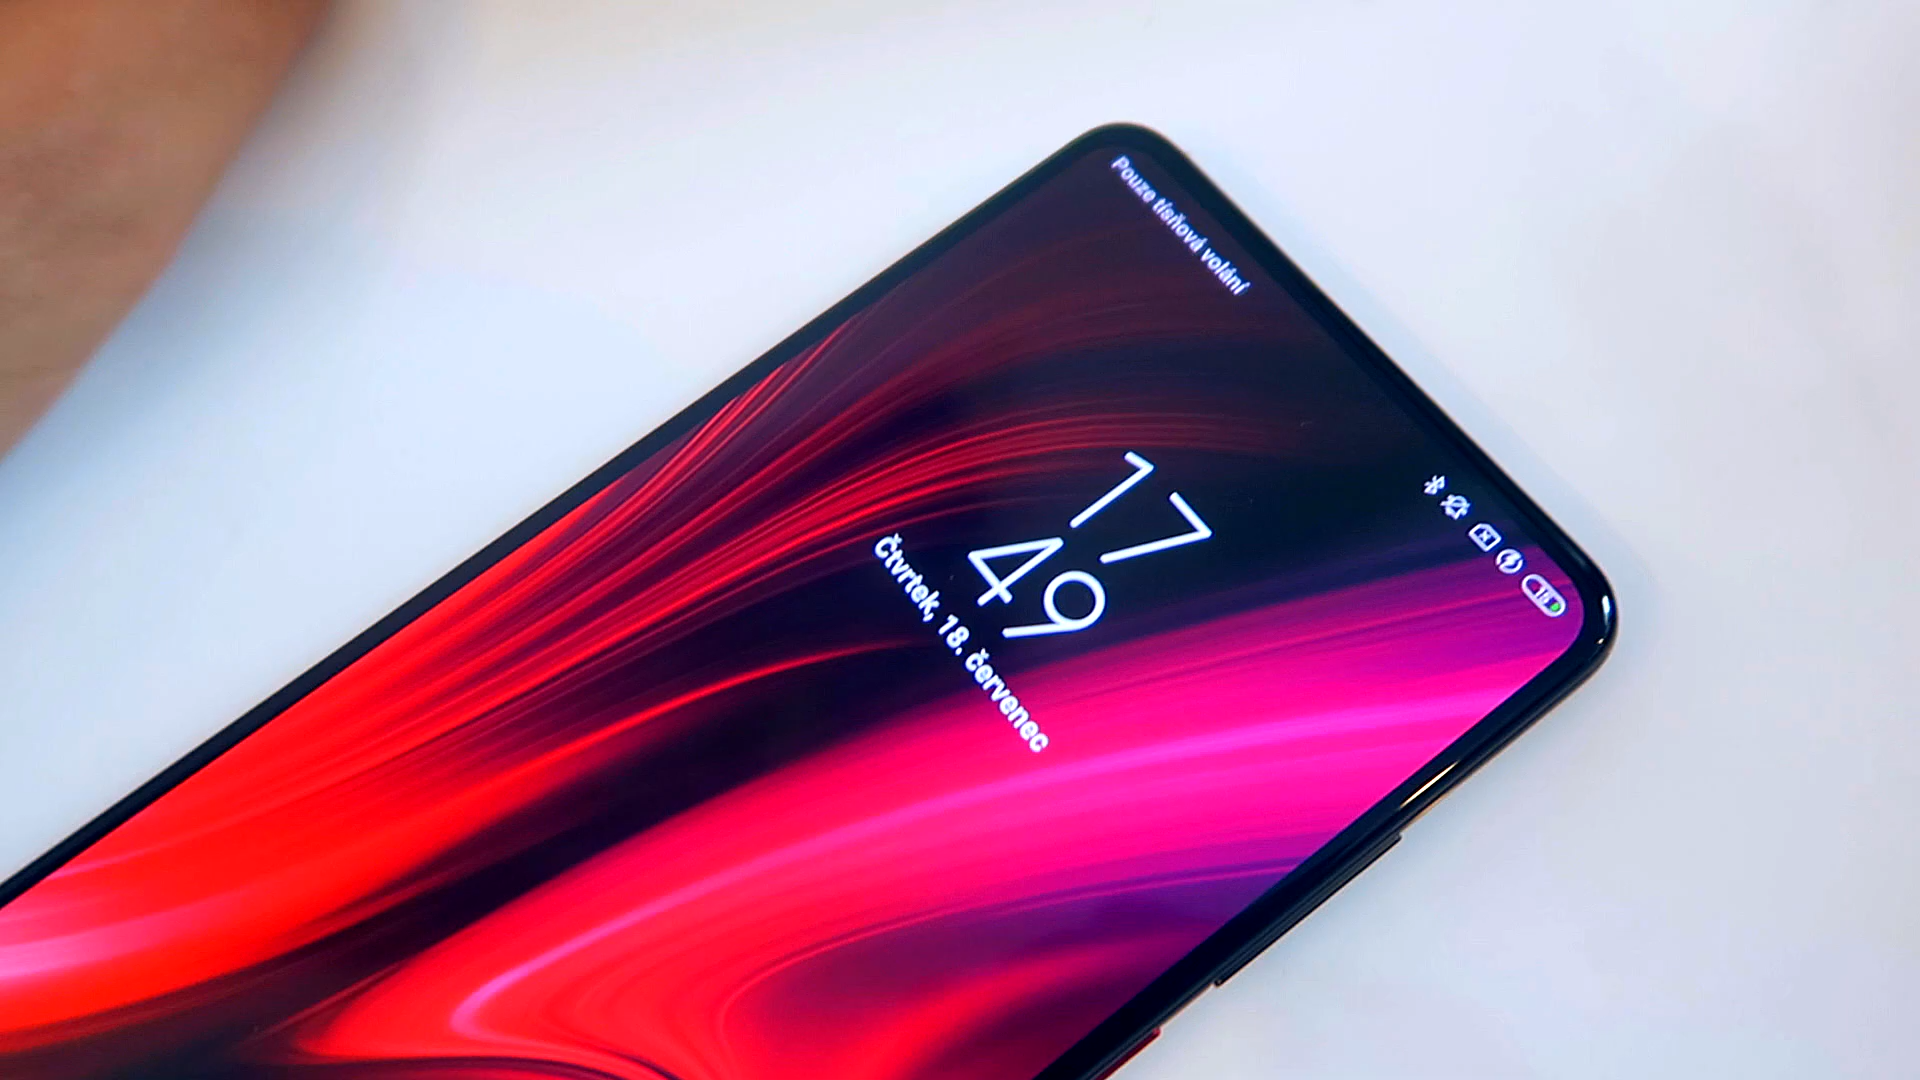 Pouze tísňová volání
17
49
Čtvrtek, 18. červenec